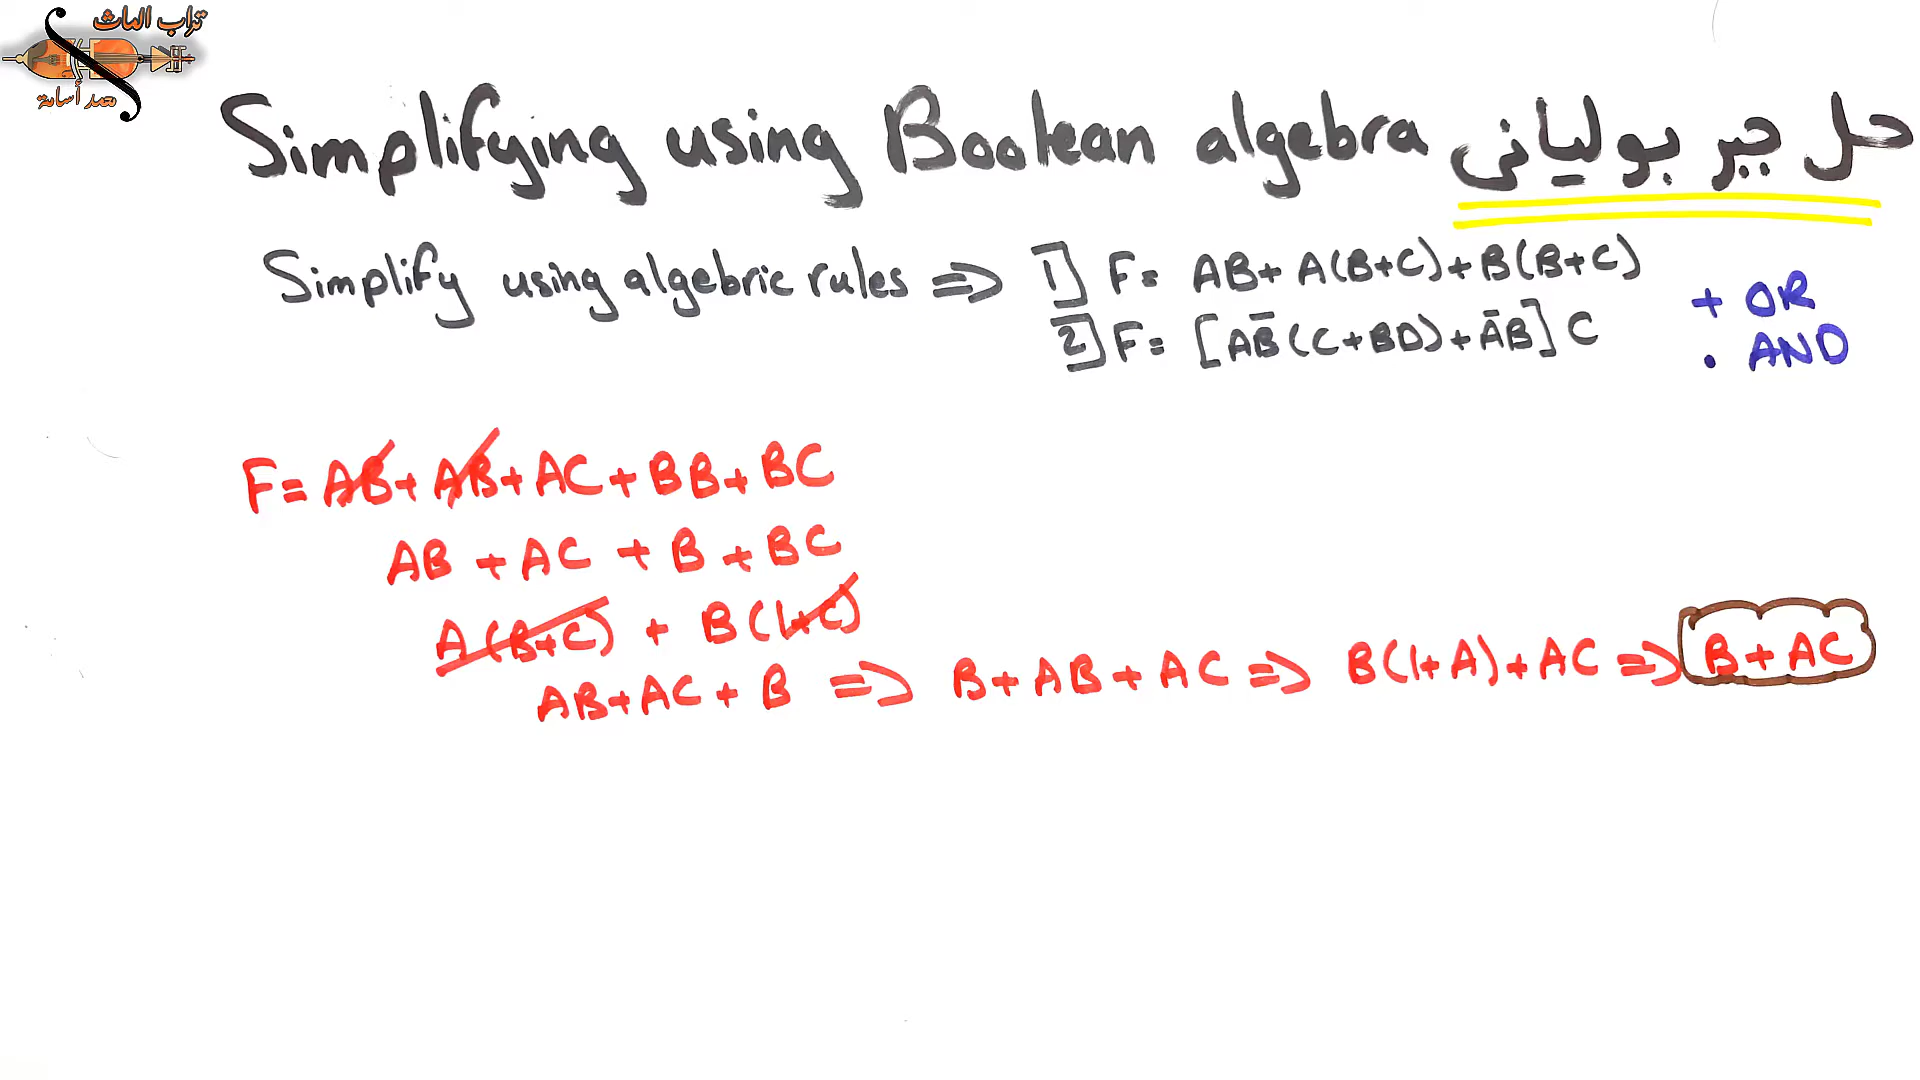 تراب الماث
محمد أسامة
Simplifying using Boolean algebra حل جبر بوليانى
Simplify using algebric rules ⇒ 1] F= AB+ A(B+C)+B(B+C)
2] F= [AB̄(C+BD)+ĀB]C
+ OR
. AND
F= AB+AB+AC+BB+BC
AB + AC + B + BC
A(B+C) + B(1+C)
AB+AC+B ⇒ B+AB+AC ⇒ B(1+A)+AC ⇒ B+AC